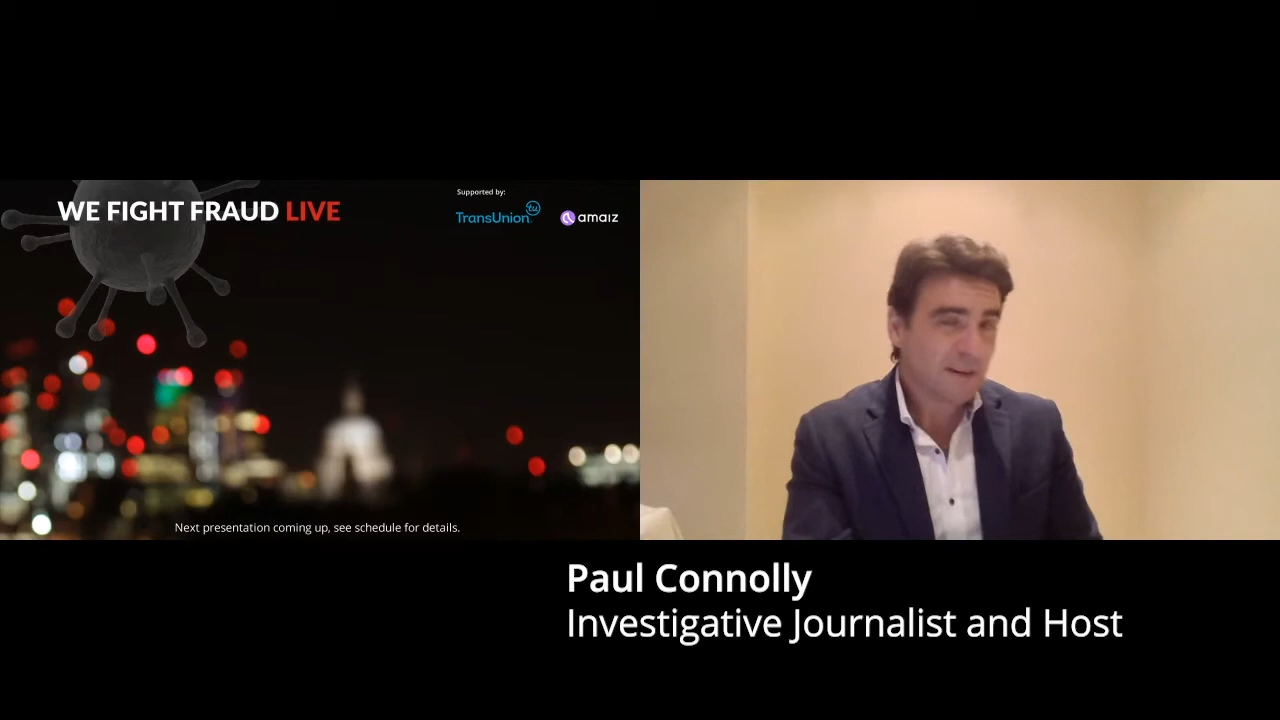 WE FIGHT FRAUD LIVE
Supported by:
TransUnion
tu
amaiz
Next presentation coming up, see schedule for details.
Paul Connolly
Investigative Journalist and Host